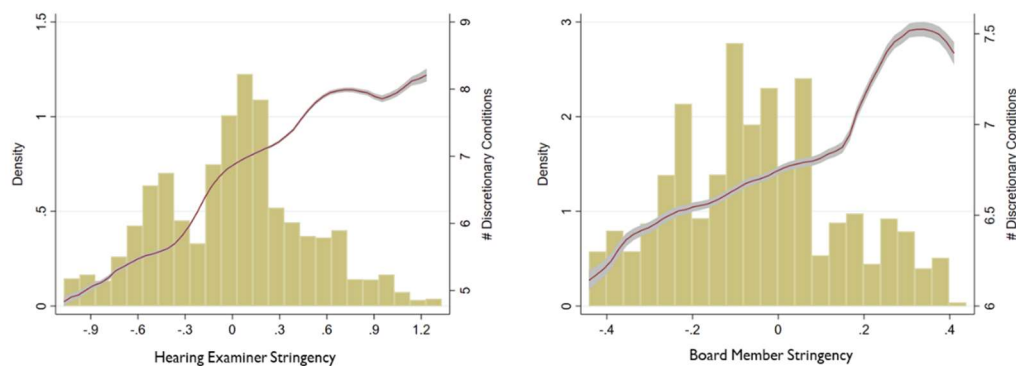 1.5
1
.5
0
Density
9
8
7
6
5
# Discretionary Conditions
-.9 -.6 -.3 0 .3 .6 .9 1.2
Hearing Examiner Stringency
3
2
1
0
Density
7.5
7
6.5
6
# Discretionary Conditions
-.4 -.2 0 .2 .4
Board Member Stringency